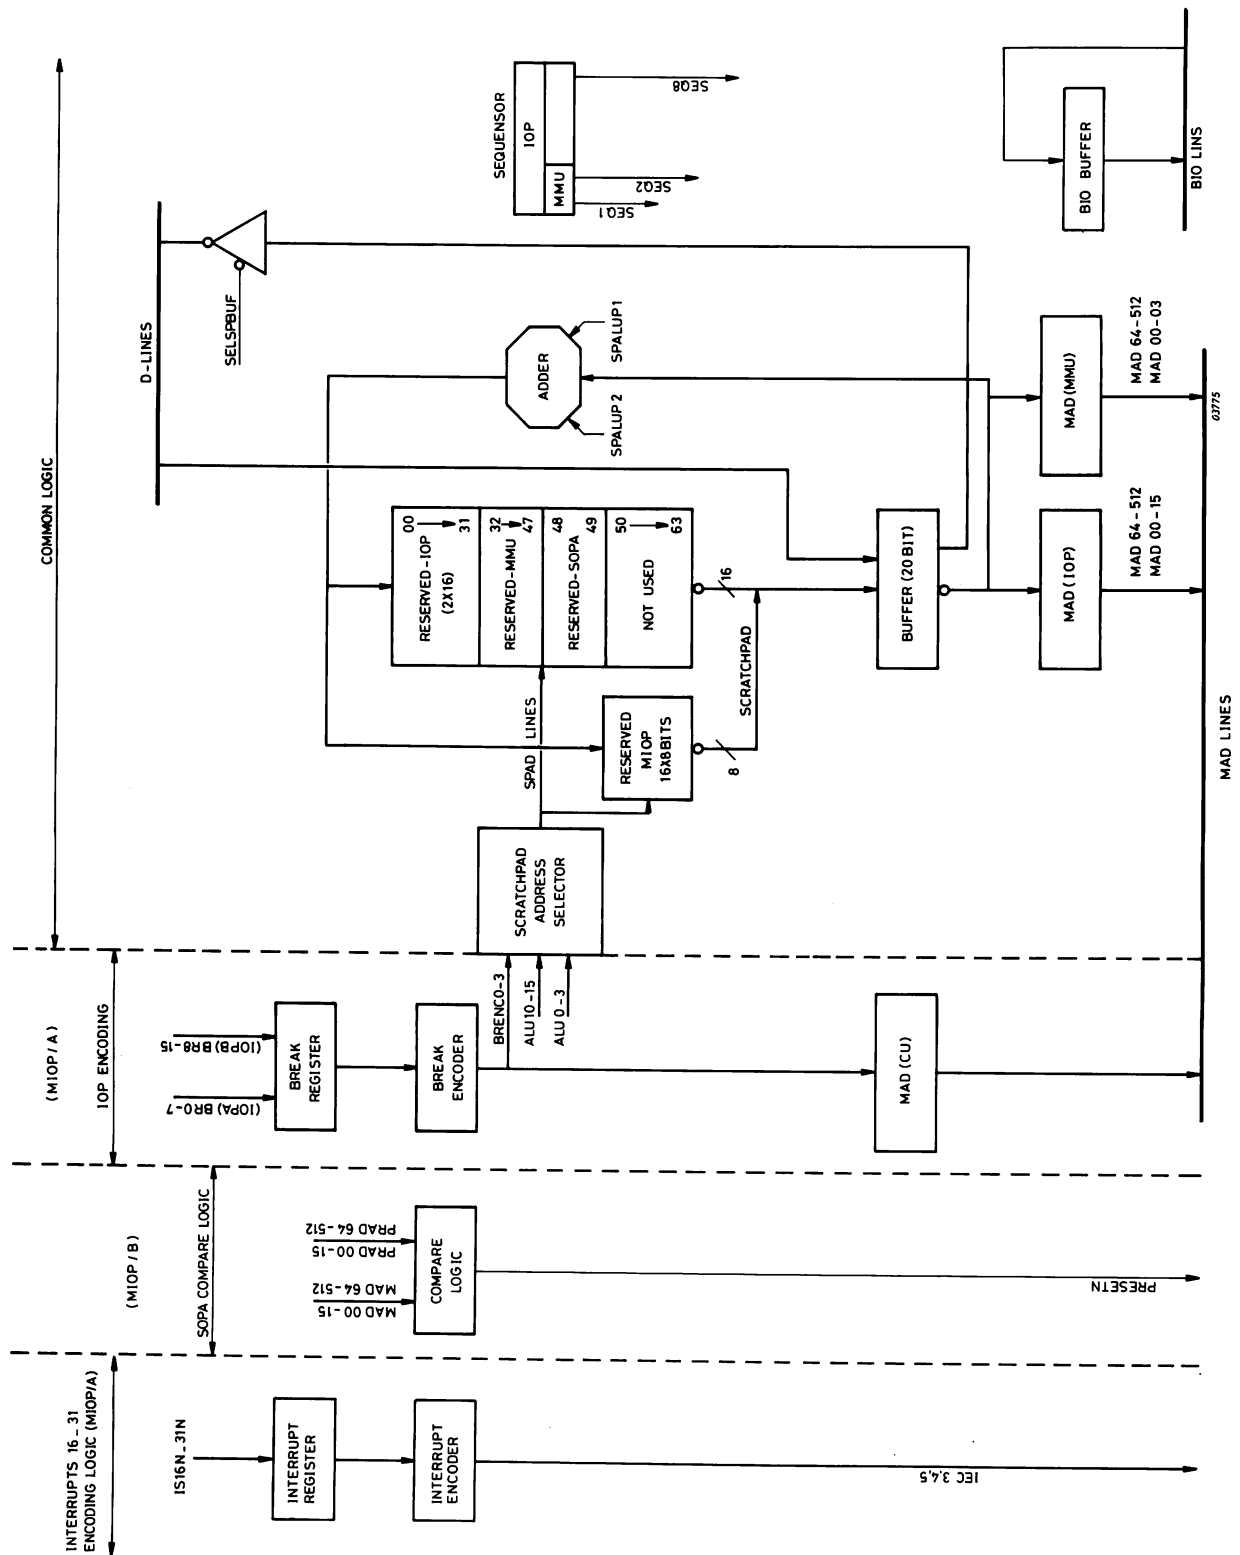 INTERRUPTS 16_31
ENCODING LOGIC (MIOP/A)
IS16N_31N
INTERRUPT
REGISTER
INTERRUPT
ENCODER
IEC 3,4,5
(MIOP/B)
SOPA COMPARE LOGIC
MAD 00-15
MAD 64-512
PRAD 00-15
PRAD 64-512
COMPARE
LOGIC
PRESETN
(MIOP/A)
IOP ENCODING
(IOPA) BR0-7
(IOPB) BR8-15
BREAK
REGISTER
BREAK
ENCODER
BRENC0-3
ALU10-15
ALU 0-3
MAD (CU)
COMMON LOGIC
D-LINES
SELSPBUF
SCRATCHPAD
ADDRESS
SELECTOR
SPAD LINES
RESERVED
MIOP
16X8BITS
8
RESERVED-IOP
(2X16)
00
31
RESERVED-MMU
32
47
RESERVED-SOPA
48
49
NOT USED
50
63
16
SCRATCHPAD
ADDER
SPALUP2
SPALUP1
BUFFER (20BIT)
MAD (IOP)
MAD (MMU)
MAD 64-512
MAD 00-15
MAD 64-512
MAD 00-03
03775
MAD LINES
SEQUENSOR
IOP
MMU
SEQ1
SEQ2
SEQ8
BIO BUFFER
BIO LINS